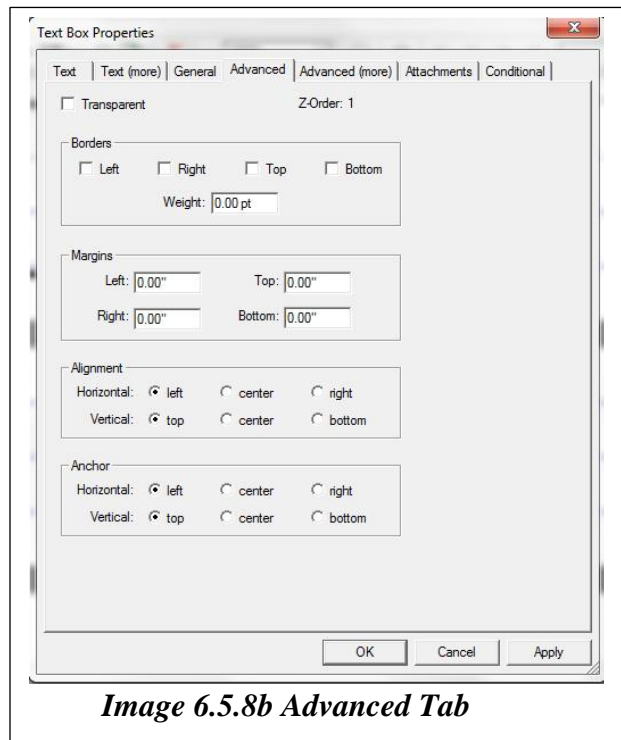 Text Box Properties
Text Text (more) General Advanced Advanced (more) Attachments Conditional
Transparent Z-Order: 1
Borders
Left Right Top Bottom
Weight: 0.00 pt
Margins
Left: 0.00" Top: 0.00"
Right: 0.00" Bottom: 0.00"
Alignment
Horizontal: left center right
Vertical: top center bottom
Anchor
Horizontal: left center right
Vertical: top center bottom
OK Cancel Apply
Image 6.5.8b Advanced Tab